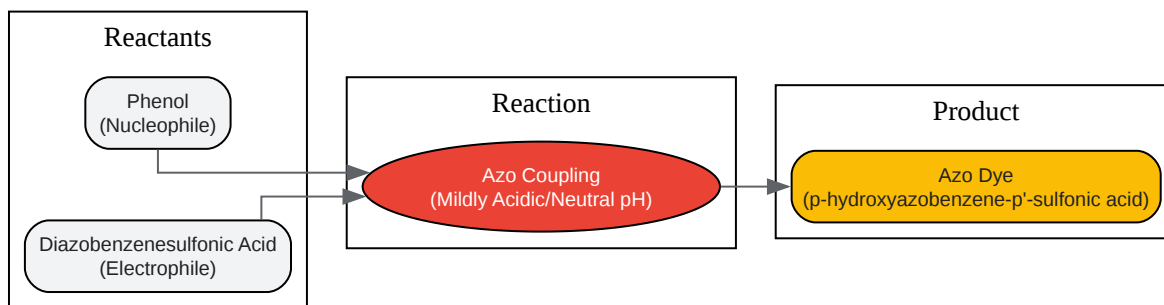 Reactants
Phenol
(Nucleophile)
Diazobenzenesulfonic Acid
(Electrophile)
Reaction
Azo Coupling
(Mildly Acidic/Neutral pH)
Product
Azo Dye
(p-hydroxyazobenzene-p'-sulfonic acid)